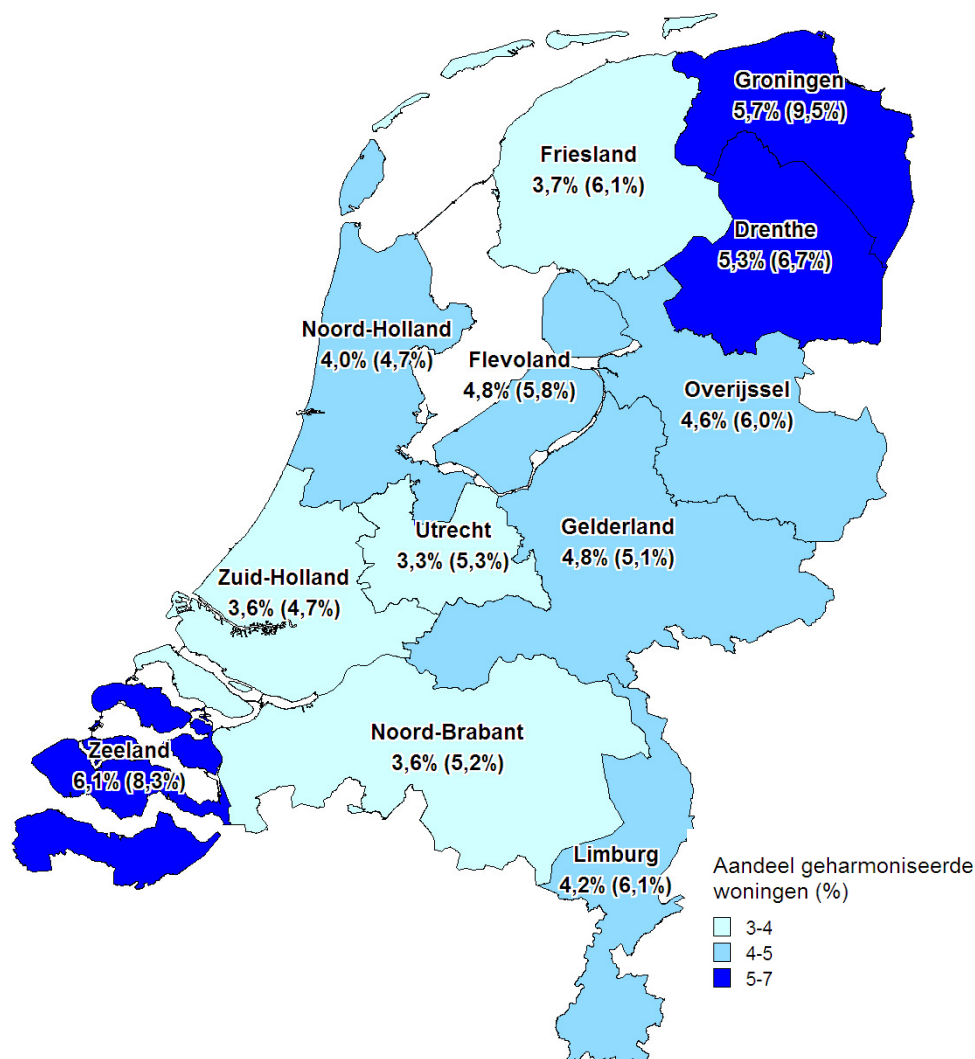 Groningen
5,7% (9,5%)
Friesland
3,7% (6,1%)
Drenthe
5,3% (6,7%)
Noord-Holland
4,0% (4,7%)
Flevoland
4,8% (5,8%)
Overijssel
4,6% (6,0%)
Utrecht
3,3% (5,3%)
Gelderland
4,8% (5,1%)
Zuid-Holland
3,6% (4,7%)
Noord-Brabant
3,6% (5,2%)
Zeeland
6,1% (8,3%)
Limburg
4,2% (6,1%)
Aandeel geharmoniseerde
woningen (%)
3-4
4-5
5-7